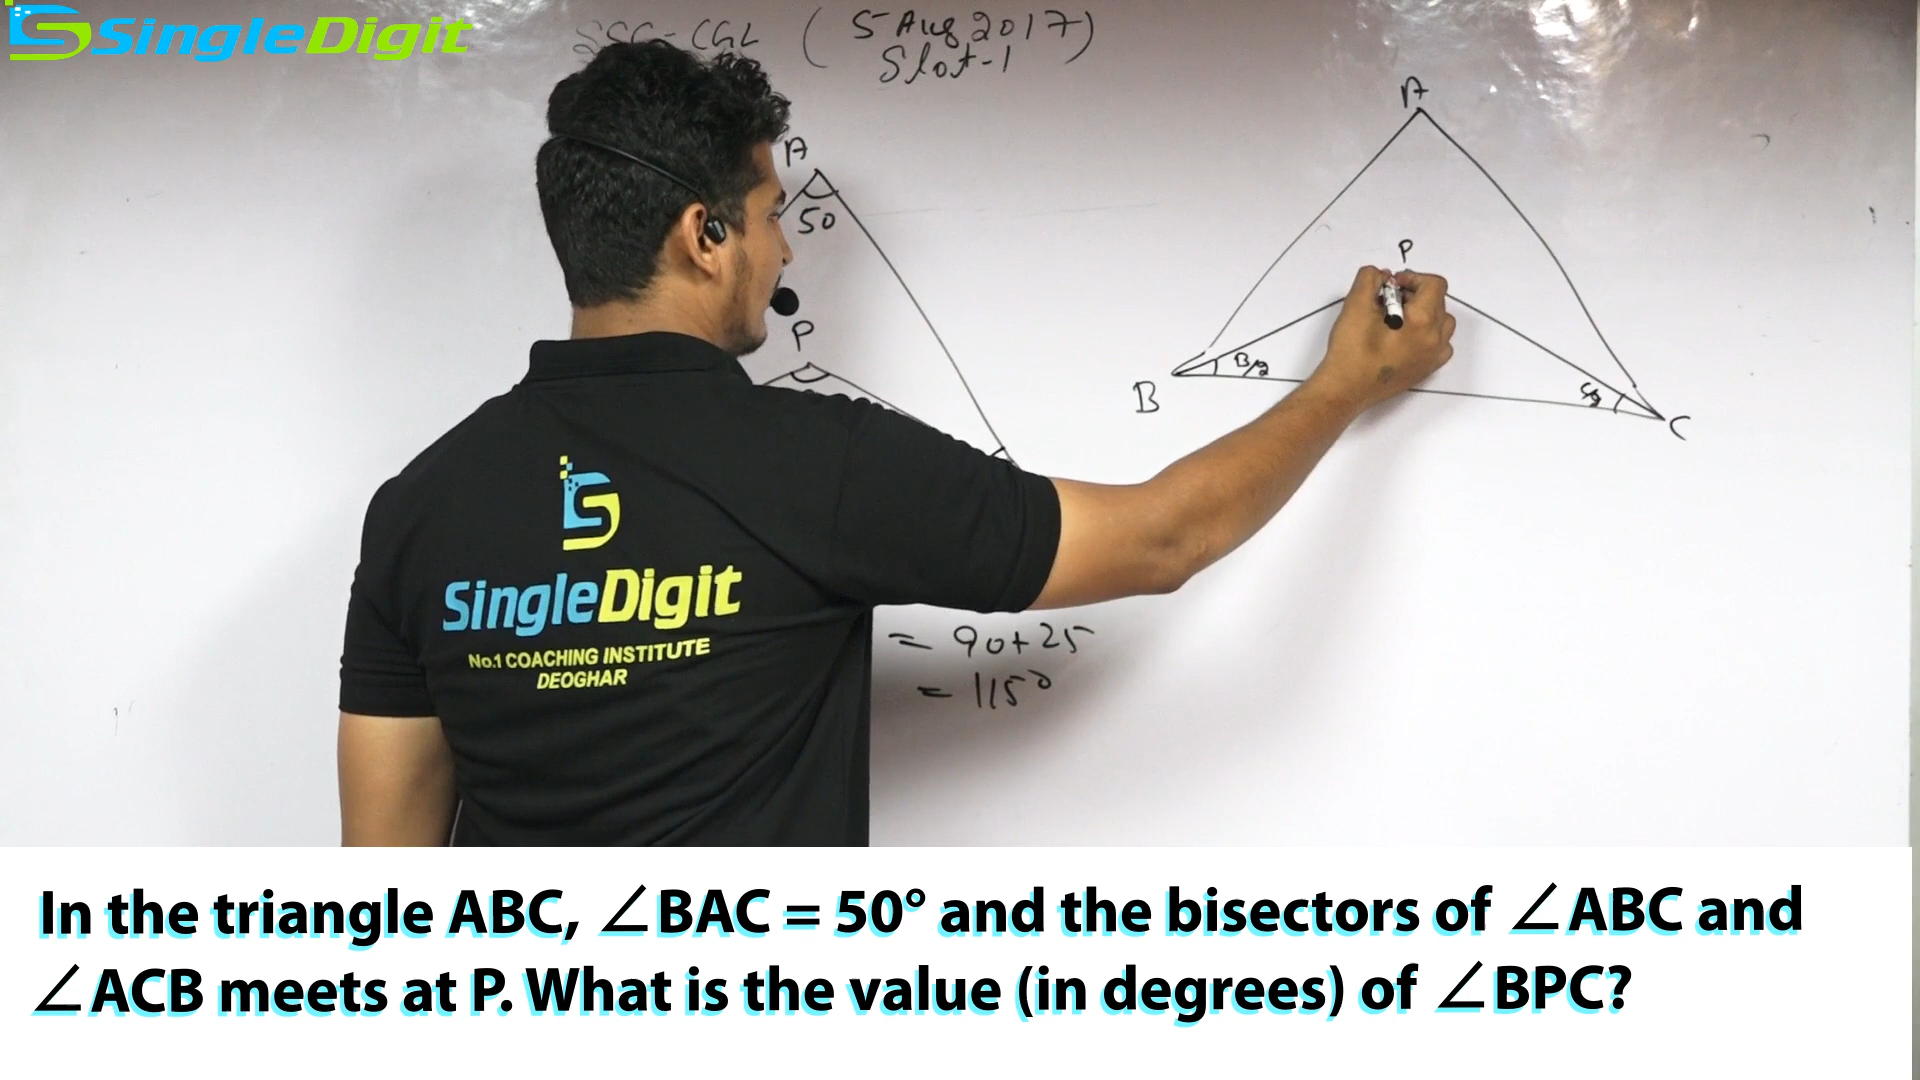 SingleDigit
SSC-CGL ( 5 Aug 2017 )
Slot-1
A
50
P
A
P
B
B/2
C/2
C
SingleDigit
No.1 COACHING INSTITUTE
DEOGHAR
= 90+25
= 115°
In the triangle ABC, ∠BAC = 50° and the bisectors of ∠ABC and
∠ACB meets at P. What is the value (in degrees) of ∠BPC?